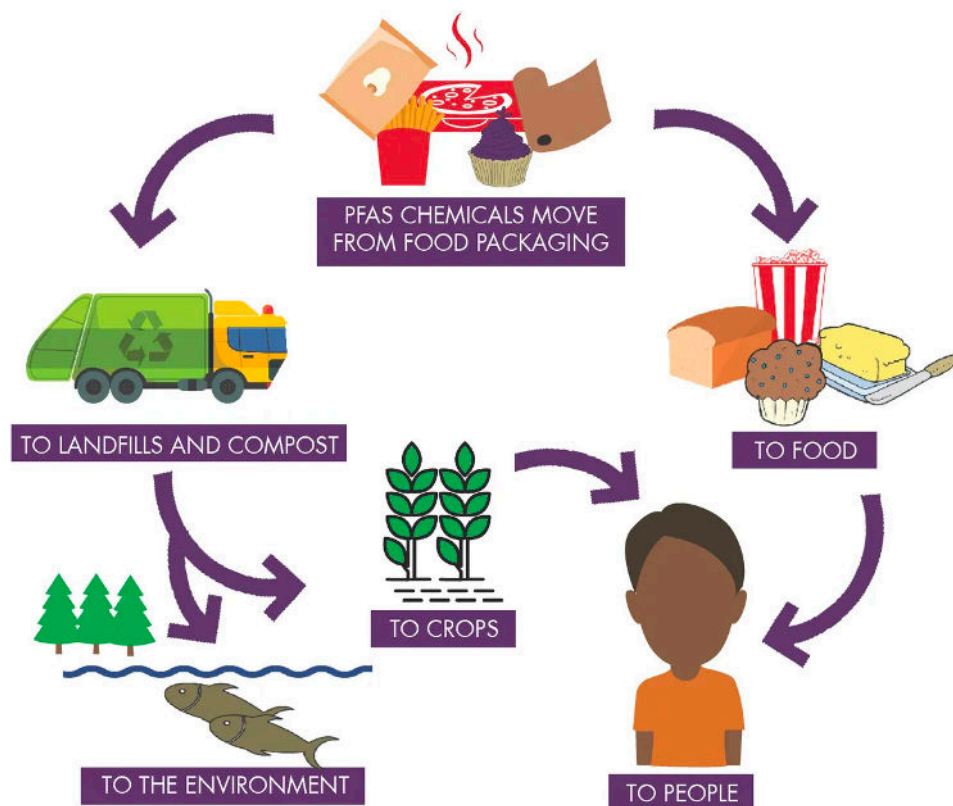 PFAS CHEMICALS MOVE
FROM FOOD PACKAGING
TO LANDFILLS AND COMPOST
TO FOOD
TO CROPS
TO THE ENVIRONMENT
TO PEOPLE